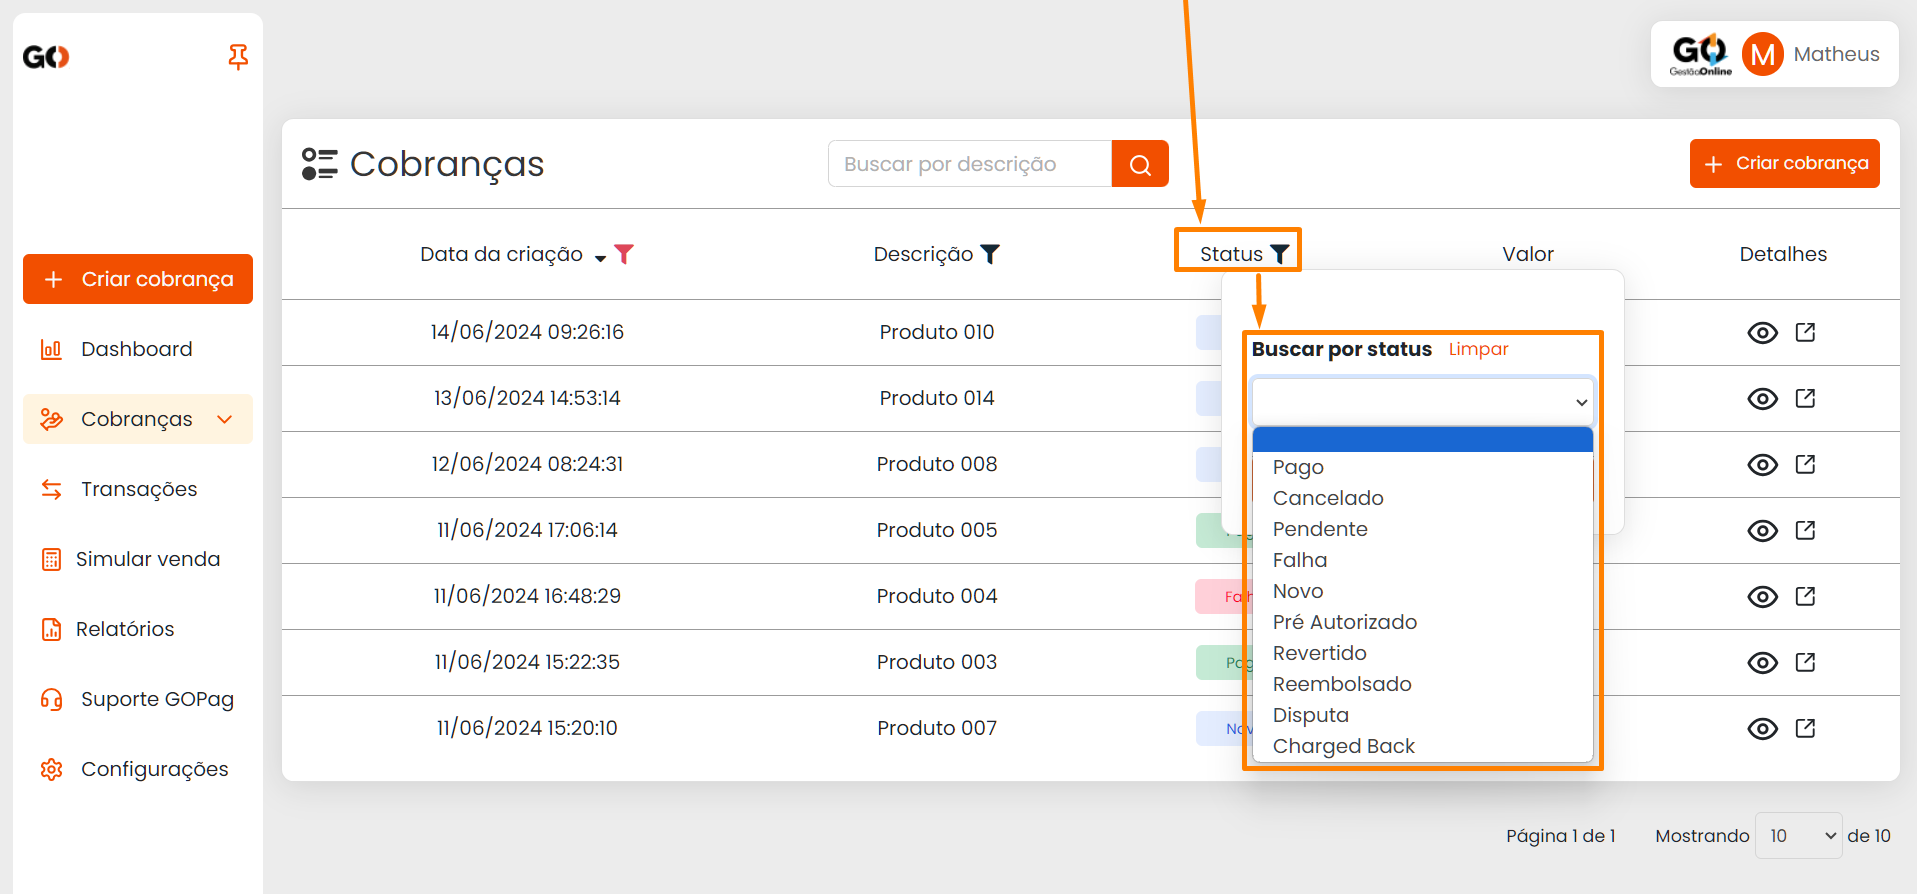 GO
GO
GestãoOnline
M
Matheus
Cobranças
Buscar por descrição
+ Criar cobrança
Data da criação
Descrição
Status
Valor
Detalhes
+ Criar cobrança
Dashboard
Cobranças
Transações
Simular venda
Relatórios
Suporte GOPag
Configurações
14/06/2024 09:26:16 Produto 010
13/06/2024 14:53:14 Produto 014
12/06/2024 08:24:31 Produto 008
11/06/2024 17:06:14 Produto 005
11/06/2024 16:48:29 Produto 004 Falh
11/06/2024 15:22:35 Produto 003 Pag
11/06/2024 15:20:10 Produto 007 Nov
Buscar por status Limpar
Pago
Cancelado
Pendente
Falha
Novo
Pré Autorizado
Revertido
Reembolsado
Disputa
Charged Back
Página 1 de 1 Mostrando 10 de 10